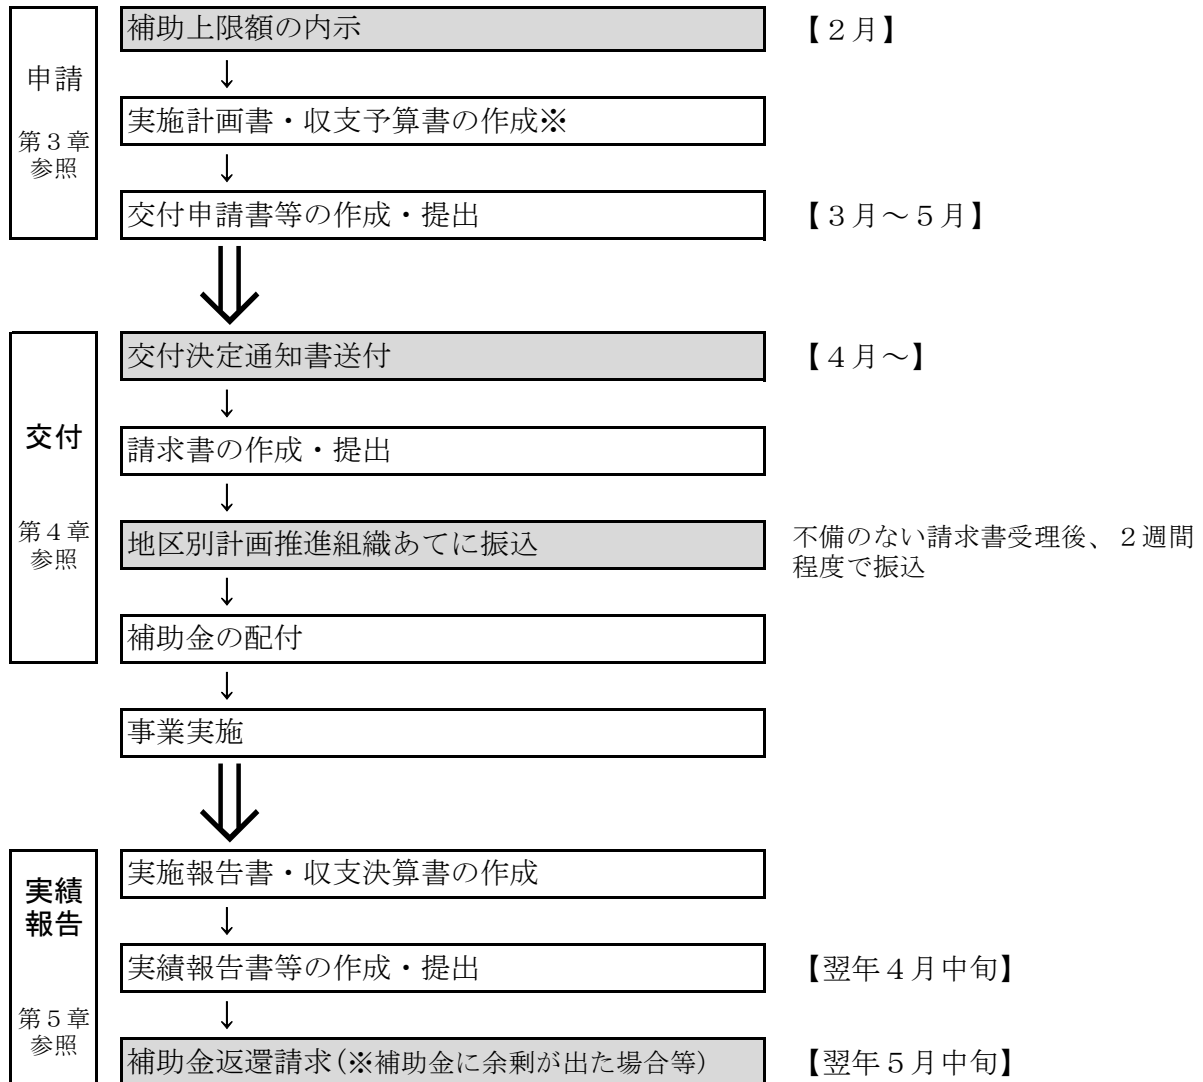 申請
第３章
参照
補助上限額の内示
【２月】
↓
実施計画書・収支予算書の作成※
↓
交付申請書等の作成・提出
【３月～５月】
交付
第４章
参照
交付決定通知書送付
【４月～】
↓
請求書の作成・提出
↓
地区別計画推進組織あてに振込
不備のない請求書受理後、２週間
程度で振込
↓
補助金の配付
↓
事業実施
実績
報告
第５章
参照
実施報告書・収支決算書の作成
↓
実績報告書等の作成・提出
【翌年４月中旬】
↓
補助金返還請求(※補助金に余剰が出た場合等)
【翌年５月中旬】